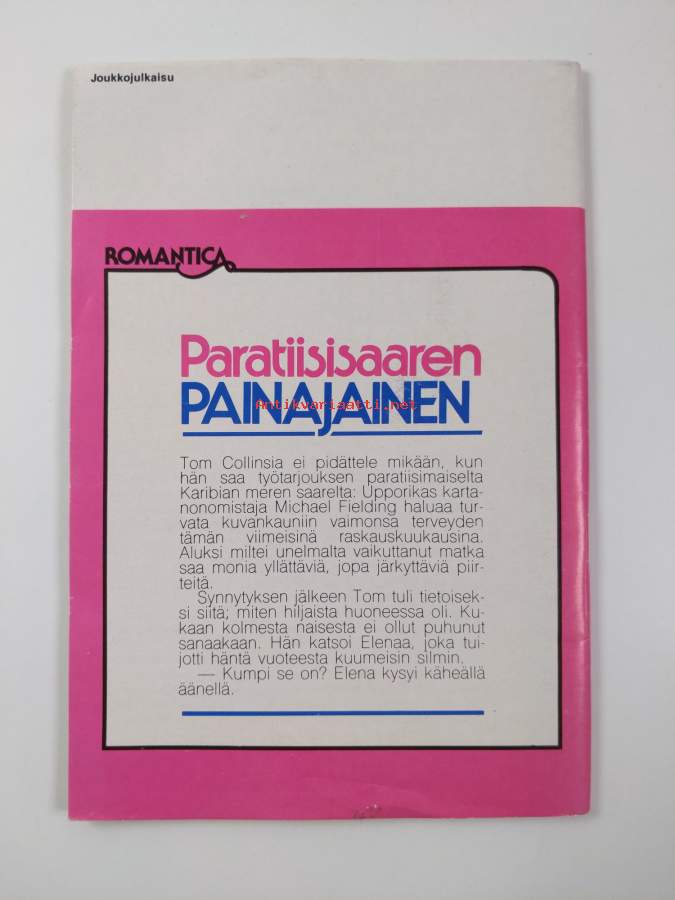 Joukkojulkaisu
ROMANTICA
Paratiisisaaren
PAINAJAINEN
Antikvariaatti.net
Tom Collinsia ei pidättele mikään, kun
hän saa työtarjouksen paratiisimaiselta
Karibian meren saarelta: Upporikas karta-
nonomistaja Michael Fielding haluaa tur-
vata kuvankauniin vaimonsa terveyden
tämän viimeisinä raskauskuukausina.
Aluksi miltei unelmalta vaikuttanut matka
saa monia yllättäviä, jopa järkyttäviä piir-
teitä.
Synnytyksen jälkeen Tom tuli tietoisek-
si siitä; miten hiljaista huoneessa oli. Ku-
kaan kolmesta naisesta ei ollut puhunut
sanaakaan. Hän katsoi Elenaa, joka tui-
jotti häntä vuoteesta kuumeisin silmin.
— Kumpi se on? Elena kysyi käheällä
äänellä.